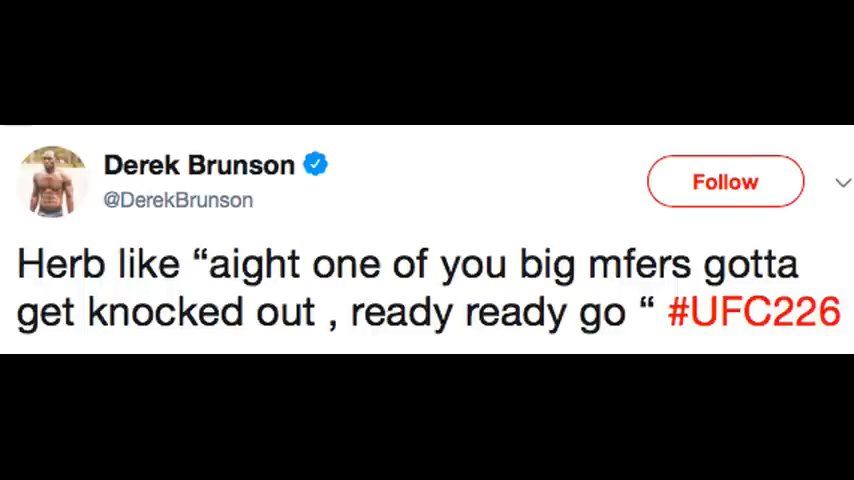 Derek Brunson
@DerekBrunson
Follow
Herb like “aight one of you big mfers gotta
get knocked out , ready ready go “ #UFC226